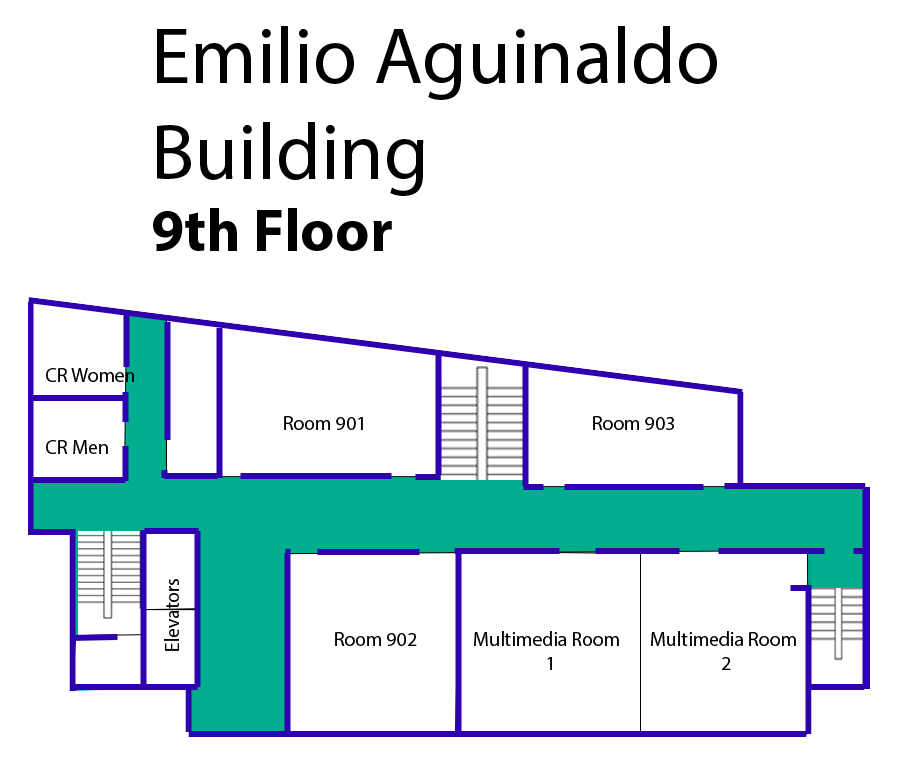 Emilio Aguinaldo
Building
9th Floor
CR Women
CR Men
Room 901
Room 903
Elevators
Room 902
Multimedia Room
1
Multimedia Room
2